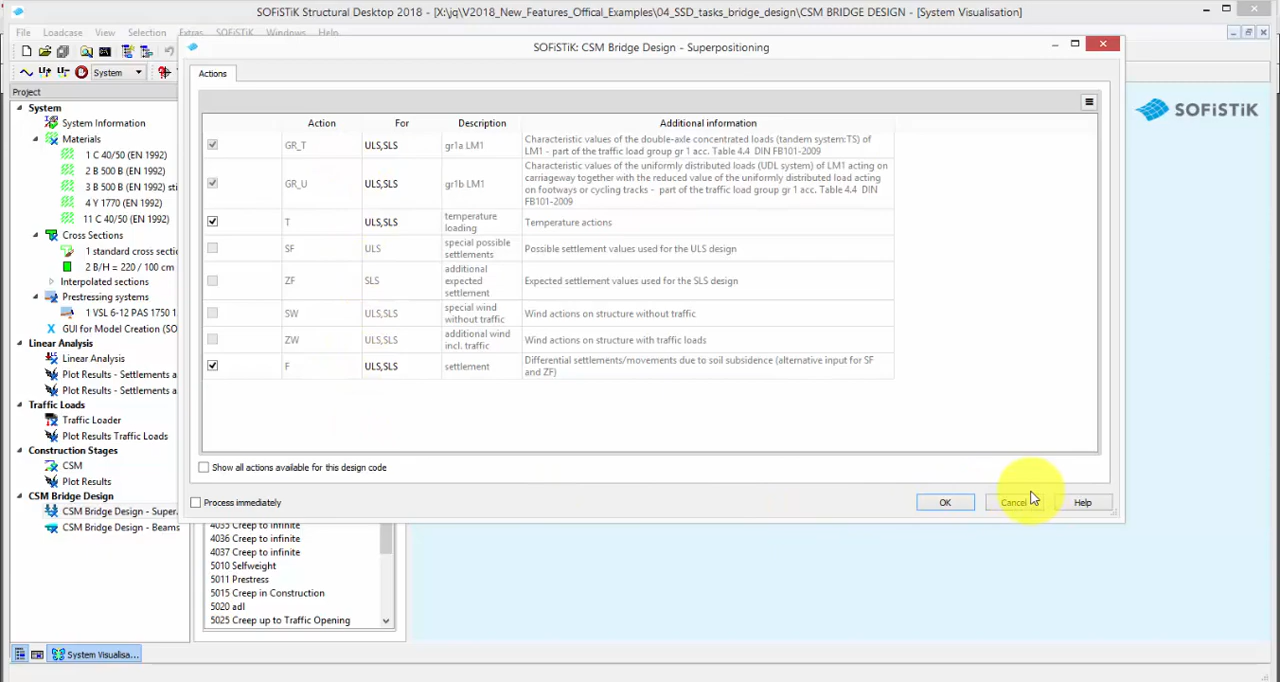 SOFiSTiK Structural Desktop 2018 - [X:\jq\V2018_New_Features_Offical_Examples\04_SSD_tasks_bridge_design\CSM BRIDGE DESIGN - [System Visualisation]
File Loadcase View Selection Extras SOFiSTiK Windows Help
SOFiSTiK: CSM Bridge Design - Superpositioning
System
Actions
Project
System
System Information
Materials
1 C 40/50 (EN 1992)
2 B 500 B (EN 1992)
3 B 500 B (EN 1992) sti
4 Y 1770 (EN 1992)
11 C 40/50 (EN 1992)
Cross Sections
1 standard cross sectio
2 B/H = 220 / 100 cm
Interpolated sections
Prestressing systems
1 VSL 6-12 PAS 1750 1
GUI for Model Creation (SO
Linear Analysis
Linear Analysis
Plot Results - Settlements a
Plot Results - Settlements a
Traffic Loads
Traffic Loader
Plot Results Traffic Loads
Construction Stages
CSM
Plot Results
CSM Bridge Design
CSM Bridge Design - Super
CSM Bridge Design - Beams
Action For Description Additional information
GR_T ULS,SLS gr1a LM1 Characteristic values of the double-axle concentrated loads (tandem system:TS) of
LM1 - part of the traffic load group gr 1 acc. Table 4.4 DIN FB101-2009
GR_U ULS,SLS gr1b LM1 Characteristic values of the uniformly distributed loads (UDL system) of LM1 acting on
carriageway together with the reduced value of the uniformly distributed load acting
on footways or cycling tracks - part of the traffic load group gr 1 acc. Table 4.4 DIN
FB101-2009
T ULS,SLS temperature
loading Temperature actions
SF ULS special possible
settlements Possible settlement values used for the ULS design
ZF SLS additional
expected
settlement Expected settlement values used for the SLS design
SW ULS,SLS special wind
without traffic Wind actions on structure without traffic
ZW ULS,SLS additional wind
incl. traffic Wind actions on structure with traffic loads
F ULS,SLS settlement Differential settlements/movements due to soil subsidence (alternative input for SF
and ZF)
Show all actions available for this design code
Process immediately
OK Cancel Help
4035 Creep to infinite
4036 Creep to infinite
4037 Creep to infinite
5010 Selfweight
5011 Prestress
5015 Creep in Construction
5020 adl
5025 Creep up to Traffic Opening
SOFiSTiK
System Visualisa...